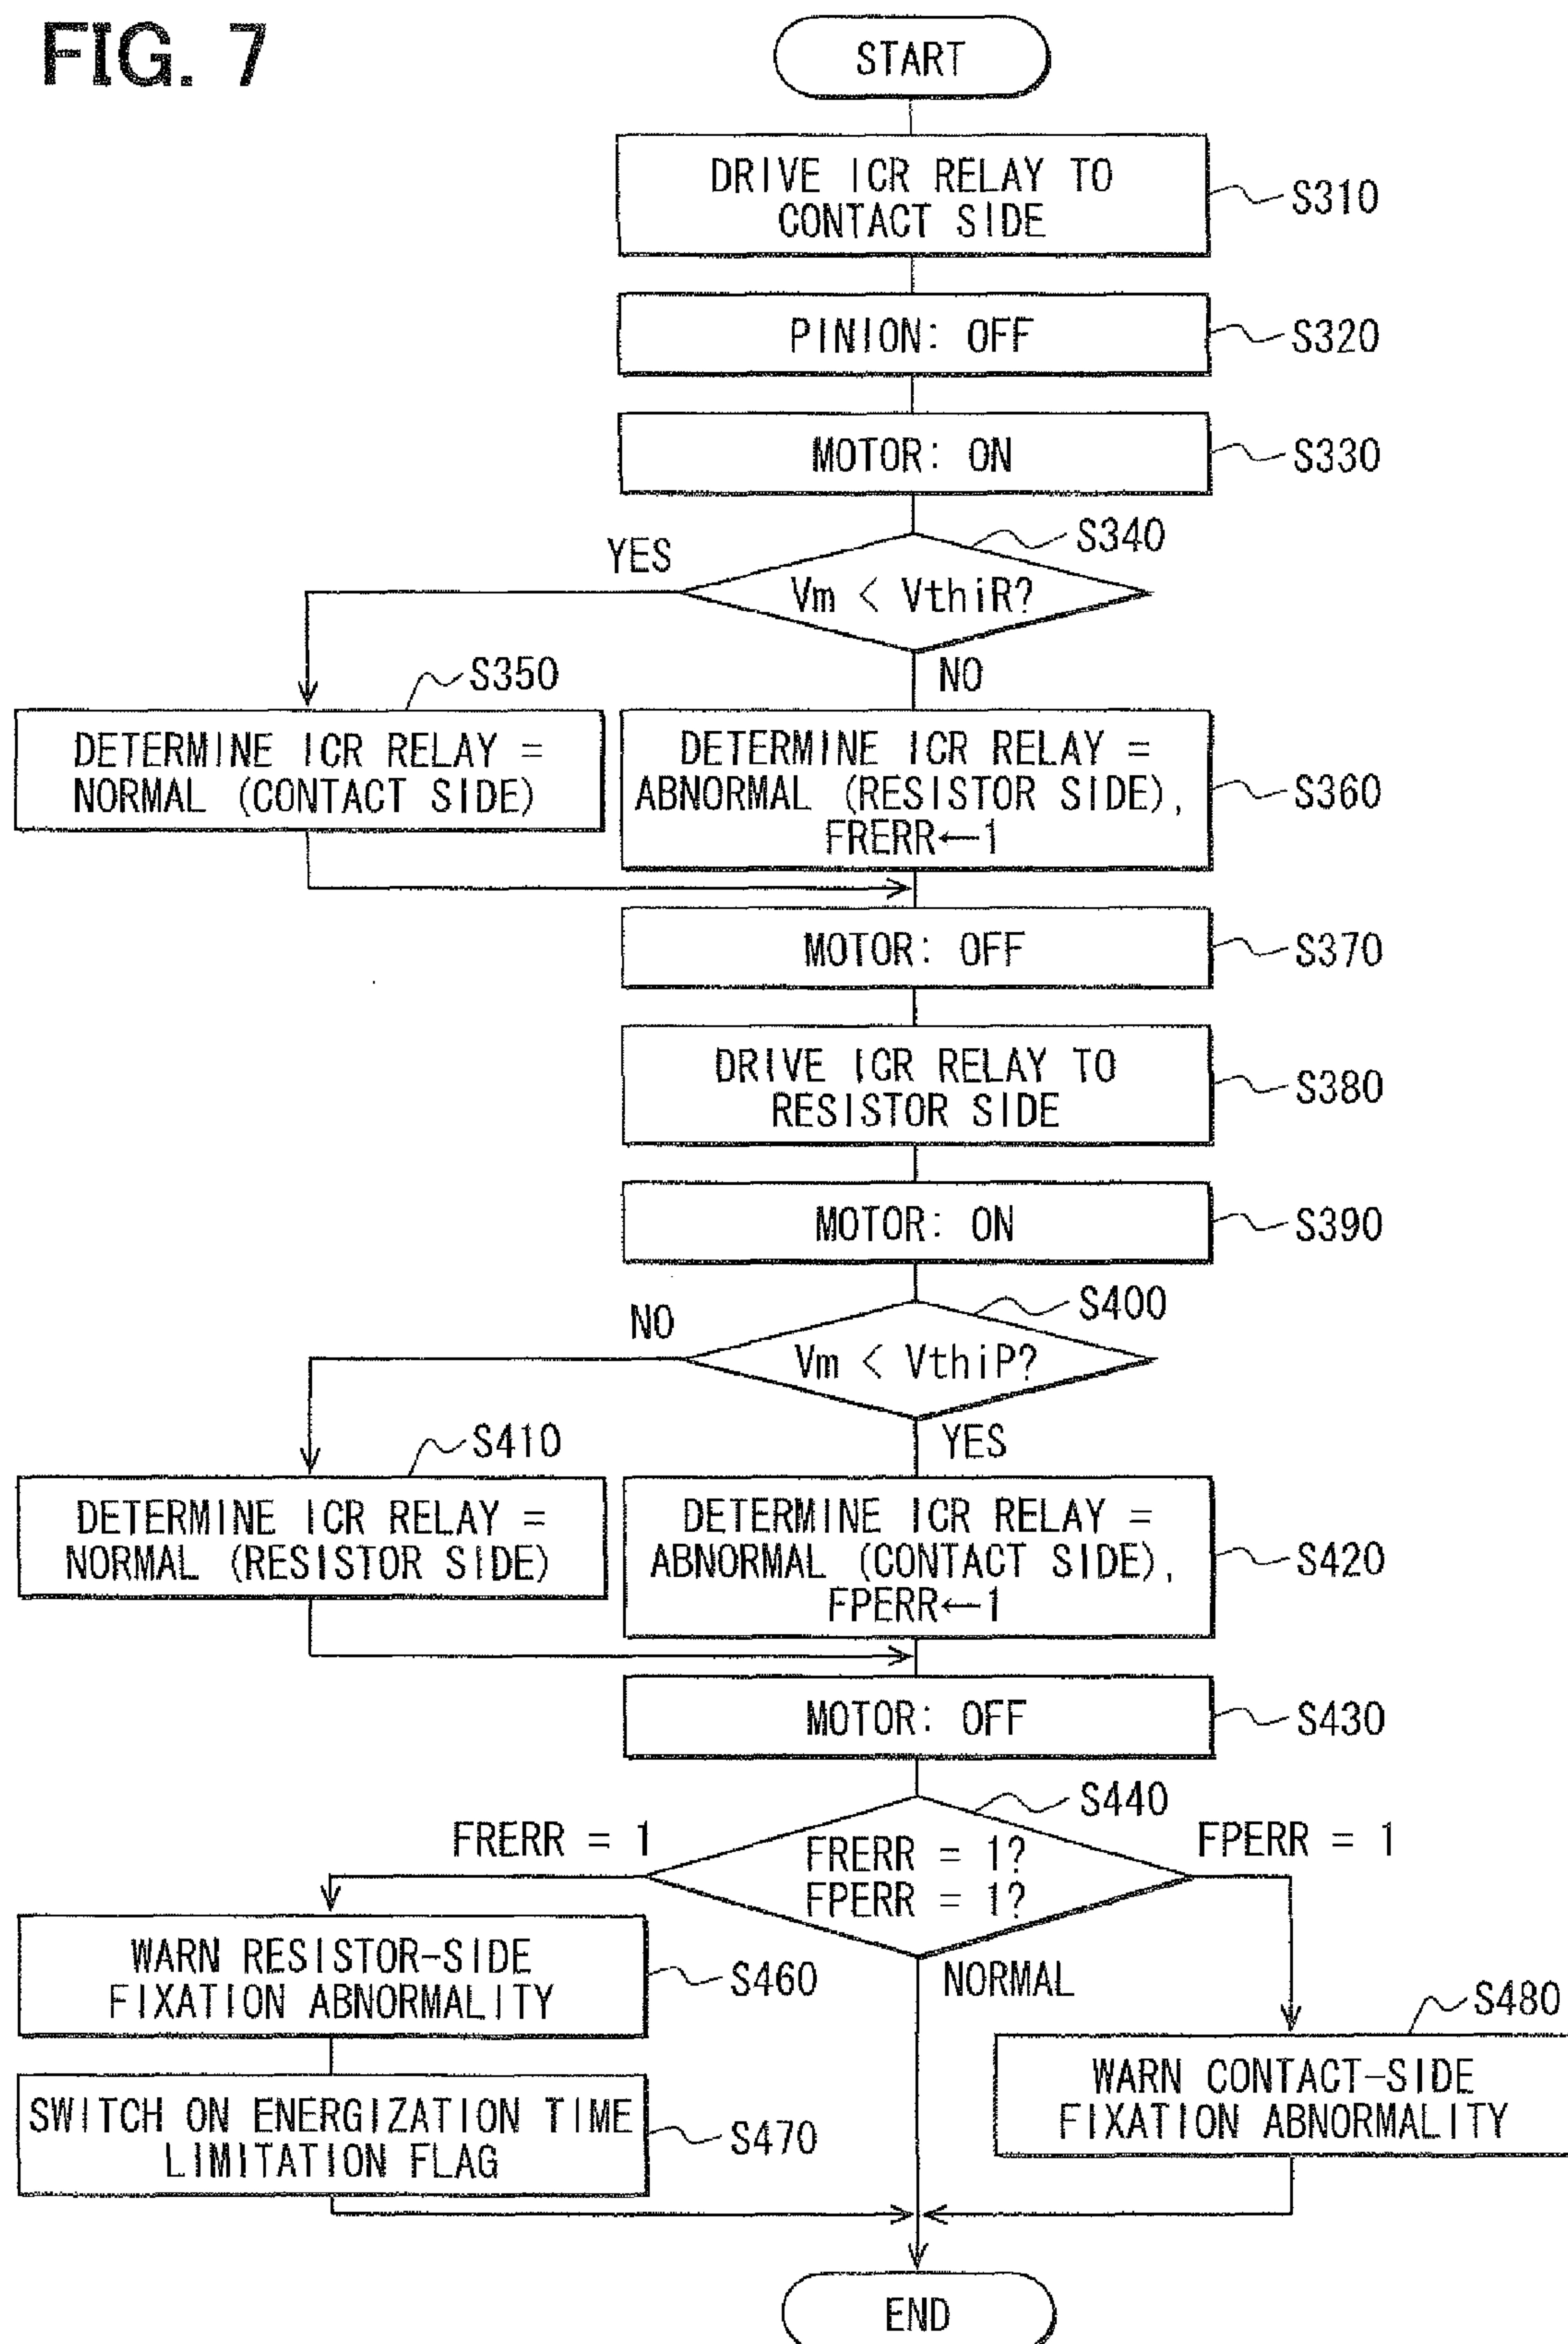 FIG. 7
START
DRIVE ICR RELAY TO
CONTACT SIDE
S310
PINION: OFF
S320
MOTOR: ON
S330
S340
YES
Vm < VthiR?
NO
S350
DETERMINE ICR RELAY =
NORMAL (CONTACT SIDE)
DETERMINE ICR RELAY =
ABNORMAL (RESISTOR SIDE),
FRERR←1
S360
MOTOR: OFF
S370
DRIVE ICR RELAY TO
RESISTOR SIDE
S380
MOTOR: ON
S390
S400
NO
Vm < VthiP?
YES
S410
DETERMINE ICR RELAY =
NORMAL (RESISTOR SIDE)
DETERMINE ICR RELAY =
ABNORMAL (CONTACT SIDE),
FPERR←1
S420
MOTOR: OFF
S430
S440
FRERR = 1
FRERR = 1?
FPERR = 1?
FPERR = 1
NORMAL
WARN RESISTOR-SIDE
FIXATION ABNORMALITY
S460
SWITCH ON ENERGIZATION TIME
LIMITATION FLAG
S470
S480
WARN CONTACT-SIDE
FIXATION ABNORMALITY
END